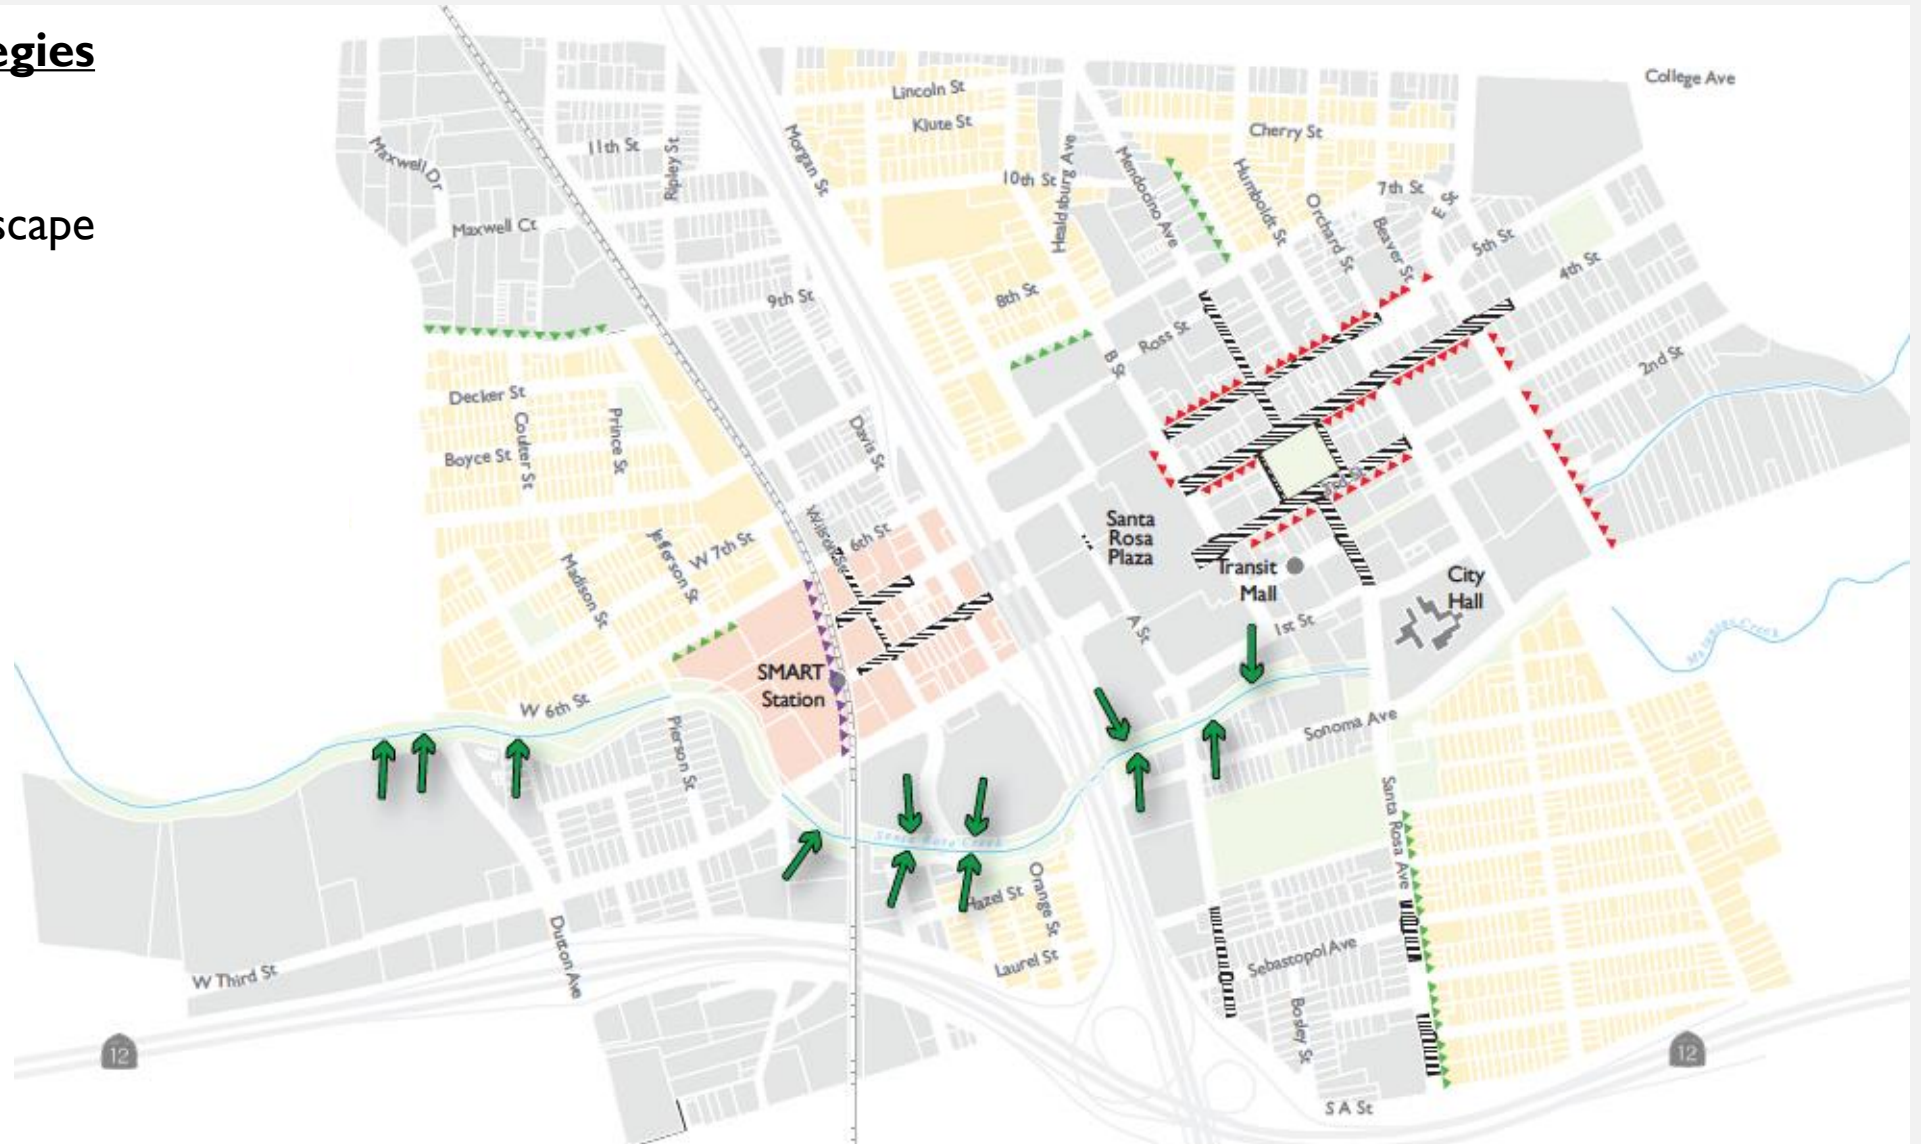 egies
College Ave
Lincoln St
Klute St
Cherry St
11th St
Ripley St
Morgan St
Maxwell Dr
10th St
Healdsburg Ave
Mendocino Ave
Humboldt St
7th St
Orchard St
Beaver St
E St
scape
Maxwell Ct
5th St
4th St
9th St
8th St
Ross St
B St
2nd St
Decker St
Coulter St
Prince St
Boyce St
Davis St
Santa
Rosa
Plaza
Wilson St
6th St
W 7th St
Jefferson St
Madison St
Transit
Mall
City
Hall
A St
1st St
SMART
Station
W 6th St
Pierson St
Sonoma Ave
Santa Rosa Ave
Santa Rosa Creek
Hazel St
Orange St
Laurel St
Sebastopol Ave
W Third St
Dutton Ave
Bosley St
12
12
S A St